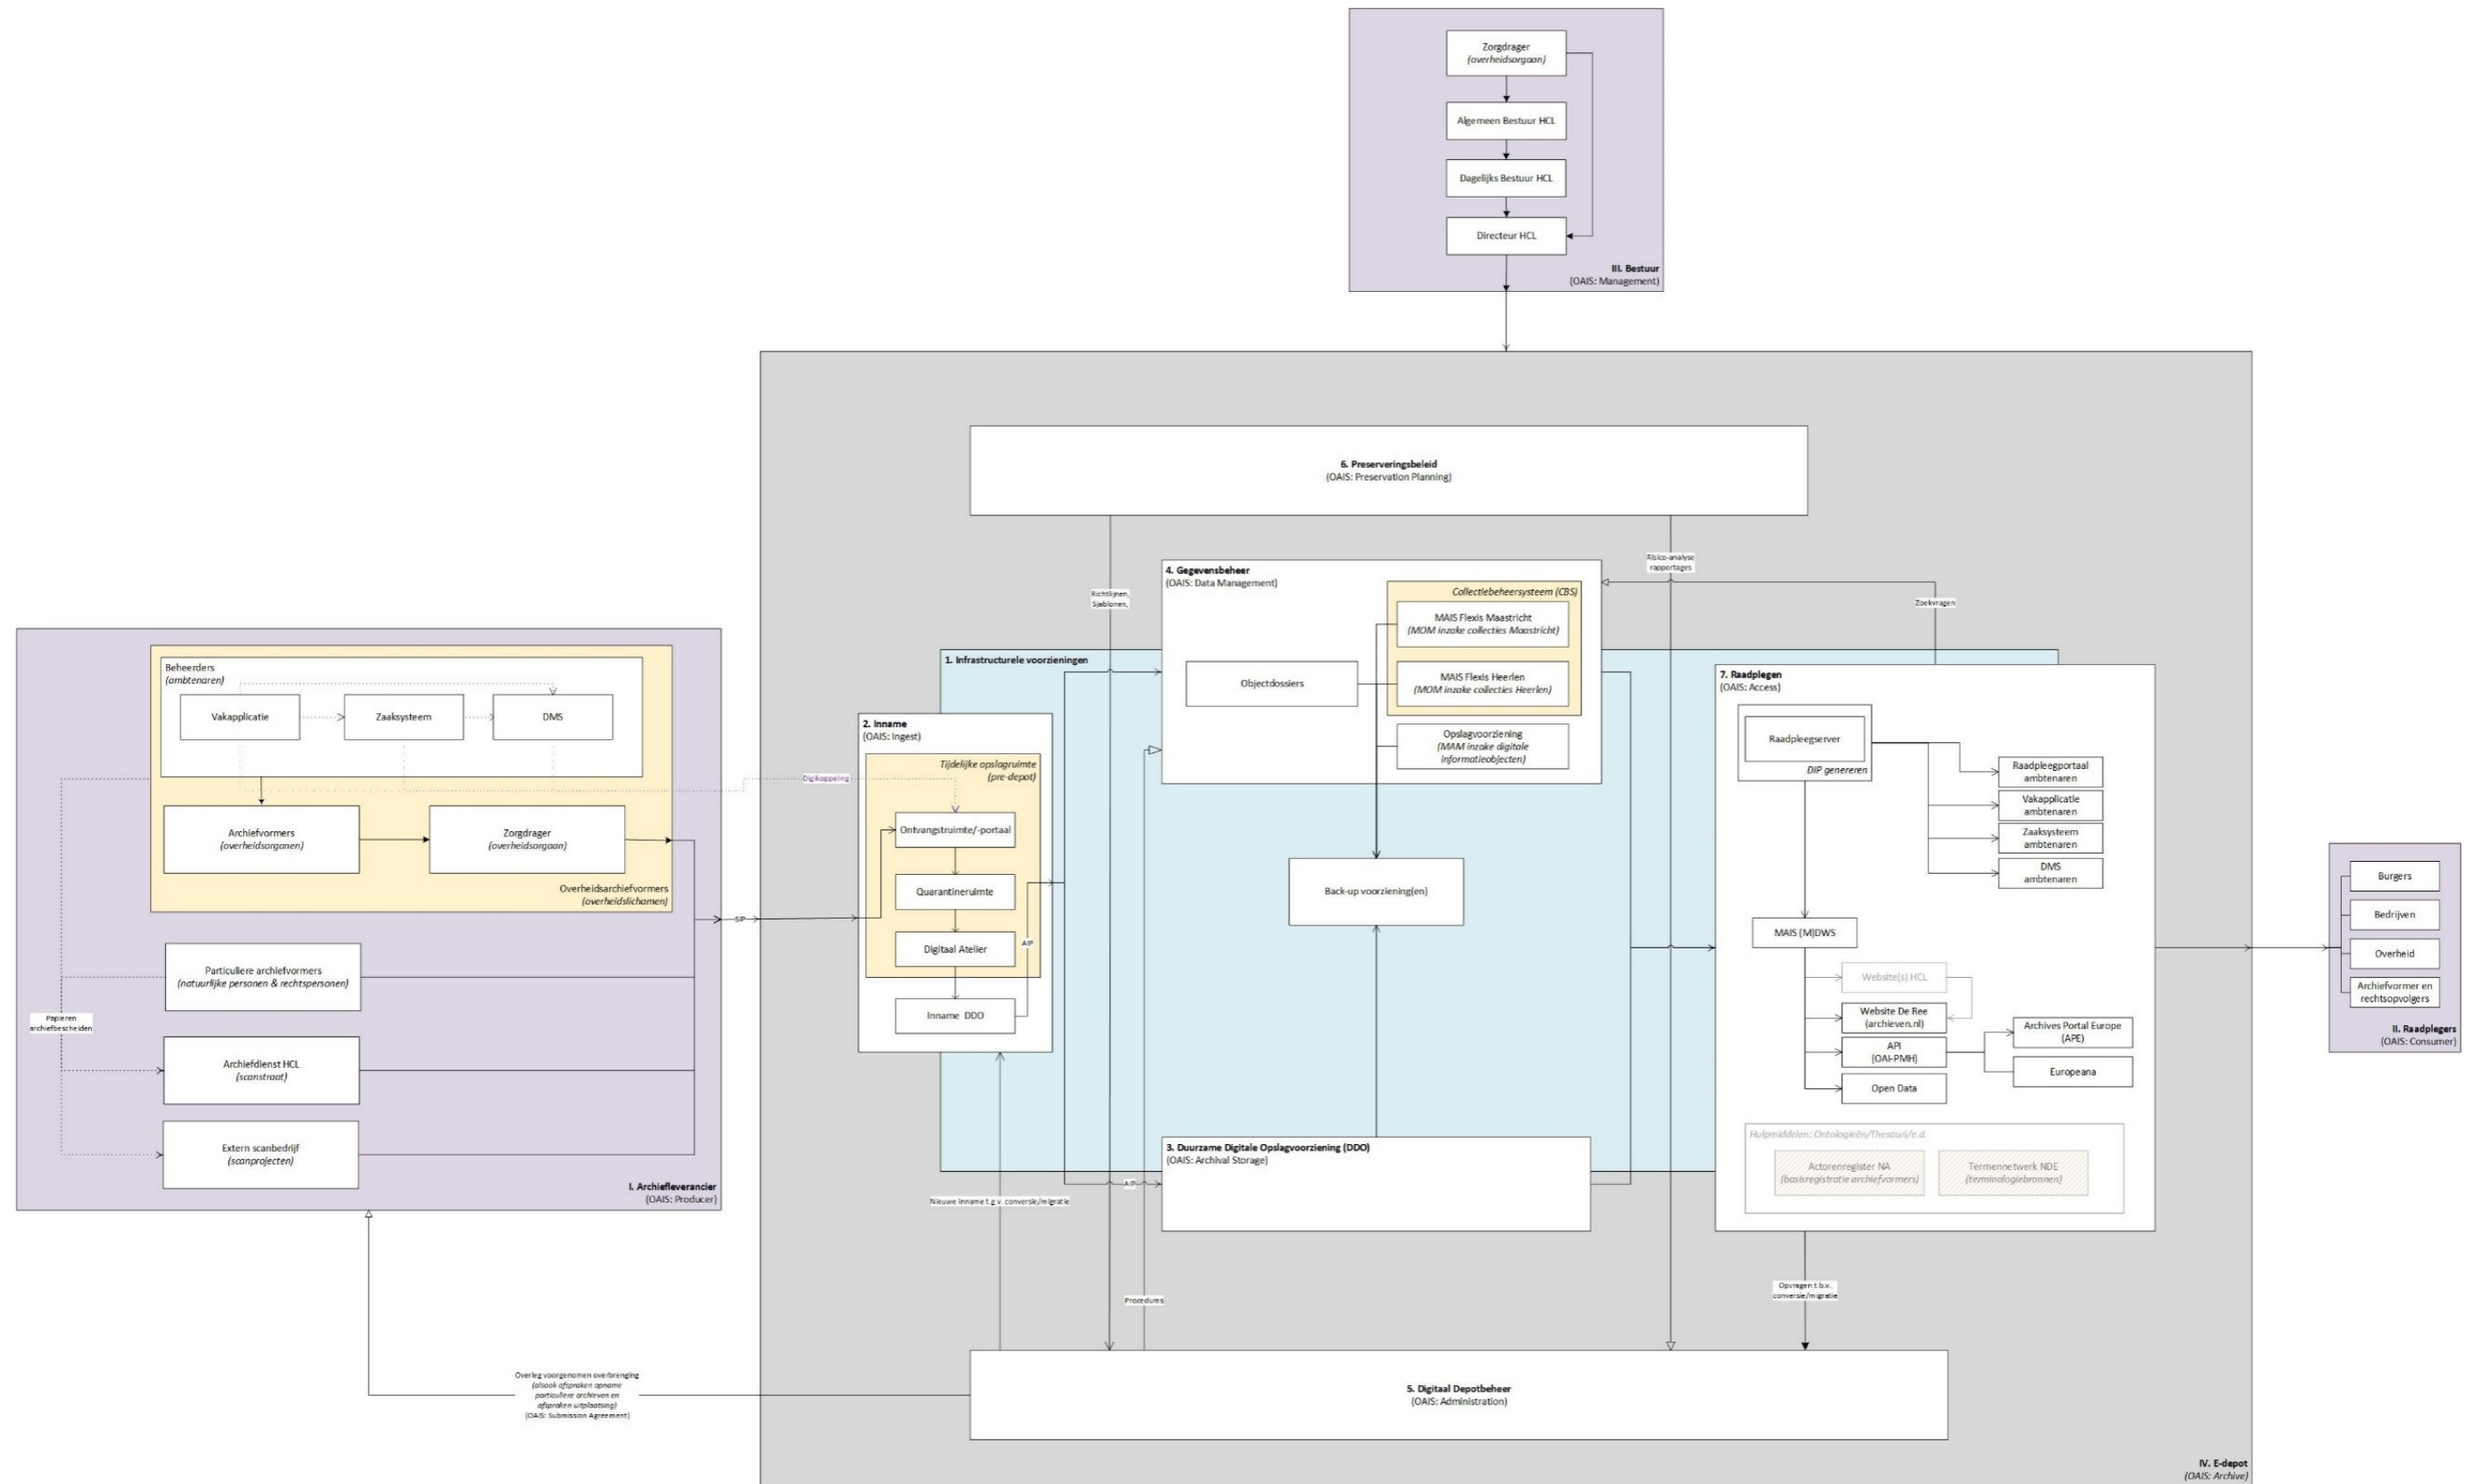 Zorgdrager
(overheidsorgaan)
Algemeen Bestuur HCL
Dagelijks Bestuur HCL
Directeur HCL
III. Bestuur
(OAIS: Management)
6. Preserveringsbeleid
(OAIS: Preservation Planning)
Richtlijnen,
Sjablonen,
Risico-analyse
rapportages
4. Gegevensbeheer
(OAIS: Data Management)
Collectiebeheersysteem (CBS)
MAIS Flexis Maastricht
(MOM inzake collecties Maastricht)
MAIS Flexis Heerlen
(MOM inzake collecties Heerlen)
Objectdossiers
Opslagvoorziening
(MAM inzake digitale
informatieobjecten)
Zoekvragen
Beheerders
(ambtenaren)
Vakapplicatie
Zaaksysteem
DMS
Archiefvormers
(overheidsorganen)
Zorgdrager
(overheidsorgaan)
Overheidsarchiefvormers
(overheidslichamen)
Particuliere archiefvormers
(natuurlijke personen & rechtspersonen)
Papieren
archiefbescheiden
Archiefdienst HCL
(scanstraat)
Extern scanbedrijf
(scanprojecten)
I. Archiefleverancier
(OAIS: Producer)
Digikoppeling
SIP
1. Infrastructurele voorzieningen
2. Inname
(OAIS: Ingest)
Tijdelijke opslagruimte
(pre-depot)
Ontvangstruimte/-portaal
Quarantineruimte
Digitaal Atelier
AIP
Inname DDO
Back-up voorziening(en)
3. Duurzame Digitale Opslagvoorziening (DDO)
(OAIS: Archival Storage)
AIP
Nieuwe Inname t.g.v. conversie/migratie
Procedures
7. Raadplegen
(OAIS: Access)
Raadpleegserver
DIP genereren
Raadpleegportaal
ambtenaren
Vakapplicatie
ambtenaren
Zaaksysteem
ambtenaren
DMS
ambtenaren
MAIS (M)DWS
Website(s) HCL
Website De Ree
(archieven.nl)
API
(OAI-PMH)
Open Data
Archives Portal Europe
(APE)
Europeana
Hulpmiddelen: Ontologieën/Thesauri/e.d.
Actorenregister NA
(basisregistratie archiefvormers)
Termennetwerk NDE
(terminologiebronnen)
Opvragen t.b.v.
conversie/migratie
Burgers
Bedrijven
Overheid
Archiefvormer en
rechtsopvolgers
II. Raadplegers
(OAIS: Consumer)
Overleg voorgenomen overbrenging
(alsook afspraken opname
particuliere archieven en
afspraken uitplaatsing)
(OAIS: Submission Agreement)
5. Digitaal Depotbeheer
(OAIS: Administration)
IV. E-depot
(OAIS: Archive)